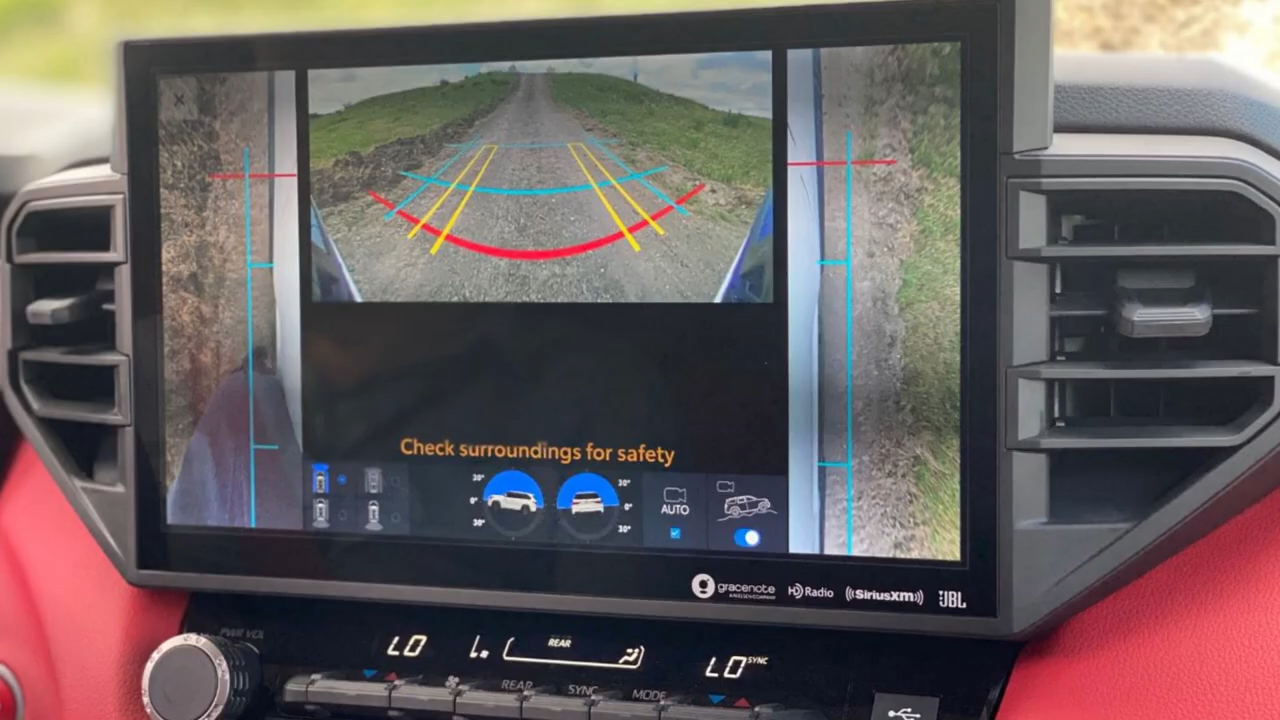 Check surroundings for safety
30° 30°
0° 0°
30° 30°
AUTO
gracenote
A NIELSEN COMPANY
HD Radio
SiriusXM
JBL
PWR VOL
LO
REAR
LO SYNC
REAR
SYNC
MODE